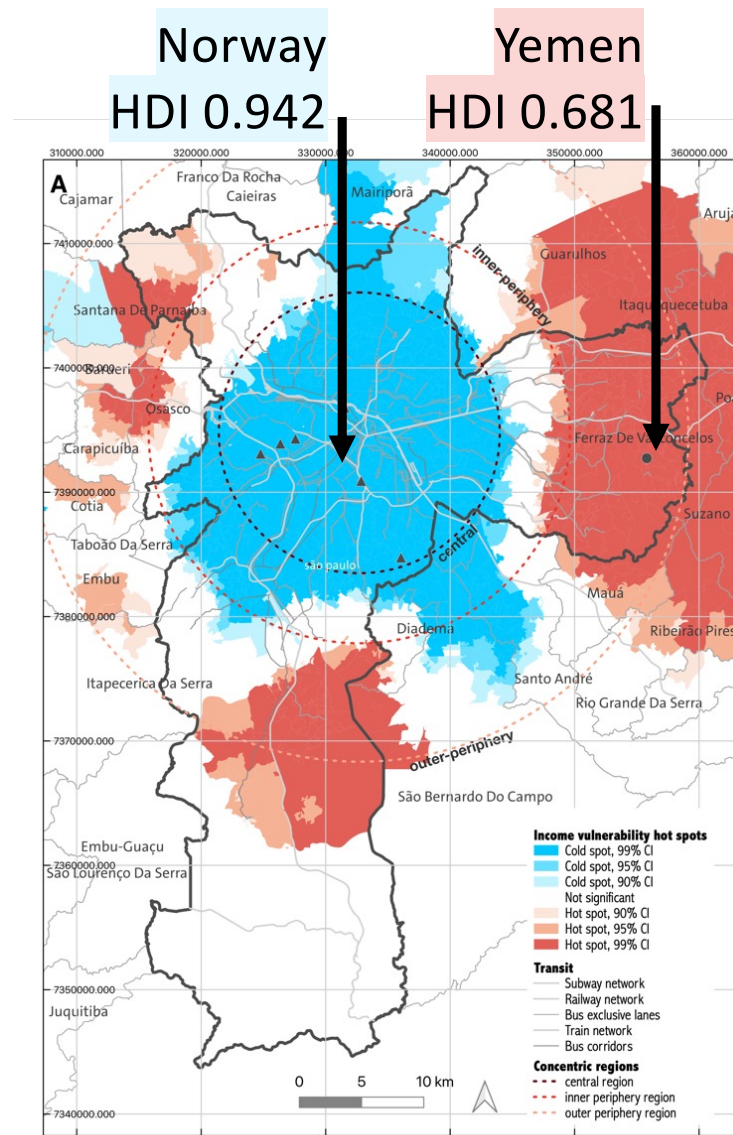 Norway
HDI 0.942
Yemen
HDI 0.681
310000.000 320000.000 330000.000 340000.000 350000.000 360000.000
A
Franco Da Rocha
Cajamar
Caieiras
Mairiporã
Arujá
7410000.000
inner-periphery
Guarulhos
Santana De Parnaíba
Itaquaquecetuba
7400000.000
Barueri
Osasco
Poá
Ferraz De Vasconcelos
Carapicuíba
7390000.000
Cotia
Suzano
Taboão Da Serra
central
são paulo
Embu
Mauá
7380000.000
Diadema
Ribeirão Pires
Itapecerica Da Serra
Santo André
Rio Grande Da Serra
7370000.000
outer-periphery
São Bernardo Do Campo
Embu-Guaçu
7360000.000
São Lourenço Da Serra
7350000.000
Juquitiba
7340000.000
0 5 10 km
Income vulnerability hot spots
Cold spot, 99% CI
Cold spot, 95% CI
Cold spot, 90% CI
Not significant
Hot spot, 90% CI
Hot spot, 95% CI
Hot spot, 99% CI
Transit
Subway network
Railway network
Bus exclusive lanes
Train network
Bus corridors
Concentric regions
central region
inner periphery region
outer periphery region